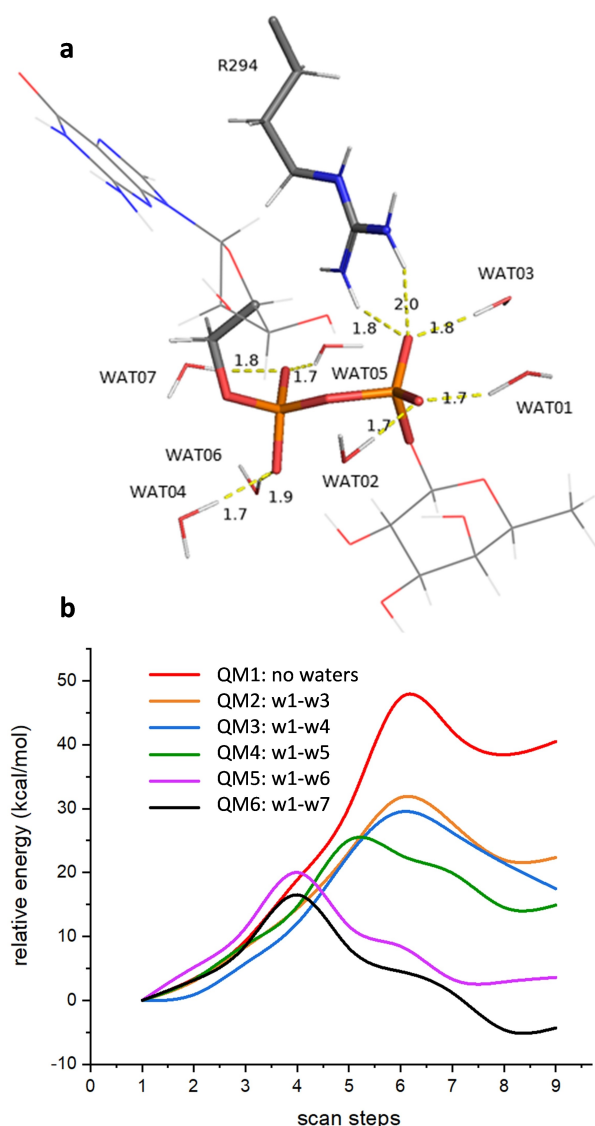 a
R294
WAT03
2.0
1.8
1.8
1.8
WAT05
1.7
WAT07
1.7
WAT01
1.7
WAT06
WAT02
WAT04
1.9
1.7
b
relative energy (kcal/mol)
50
40
30
20
10
0
-10
QM1: no waters
QM2: w1-w3
QM3: w1-w4
QM4: w1-w5
QM5: w1-w6
QM6: w1-w7
0 1 2 3 4 5 6 7 8 9
scan steps